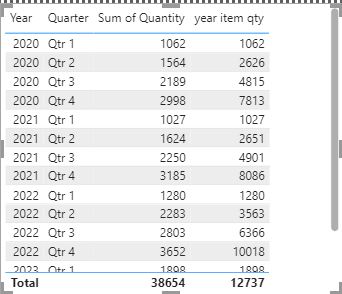 Year Quarter Sum of Quantity year item qty
2020 Qtr 1 1062 1062
2020 Qtr 2 1564 2626
2020 Qtr 3 2189 4815
2020 Qtr 4 2998 7813
2021 Qtr 1 1027 1027
2021 Qtr 2 1624 2651
2021 Qtr 3 2250 4901
2021 Qtr 4 3185 8086
2022 Qtr 1 1280 1280
2022 Qtr 2 2283 3563
2022 Qtr 3 2803 6366
2022 Qtr 4 3652 10018
2023 Qtr 1 1898 1898
Total 38654 12737